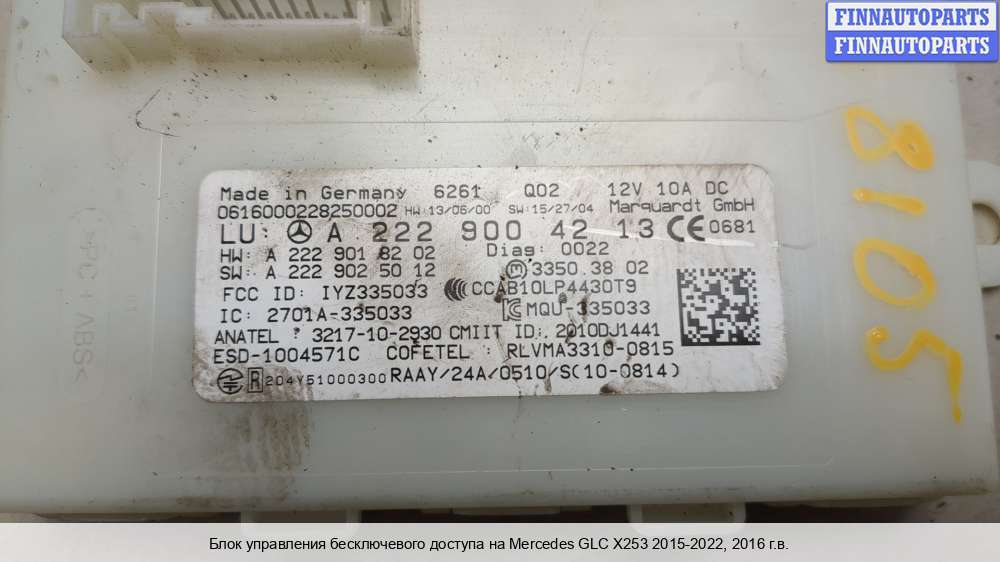 FINNAUTOPARTS
FINNAUTOPARTS
8105
>PC+ABS<
Made in Germany 6261 Q02 12V 10A DC
0616000228250002 HW:13/06/00 SW:15/27/04 Marquardt GmbH
LU: A 222 900 42 13 CE 0681
HW: A 222 901 82 02 Diag: 0022
SW: A 222 902 50 12 3350.38 02
FCC ID: IYZ335033 CCAB10LP4430T9
IC: 2701A-335033 MQU-335033
ANATEL: 3217-10-2930 CMIIT ID: 2010DJ1441
ESD-1004571C COFETEL: RLVMA3310-0815
R 204Y51000300 RAAY/24A/0510/S(10-0814)
Блок управления бесключевого доступа на Mercedes GLC X253 2015-2022, 2016 г.в.